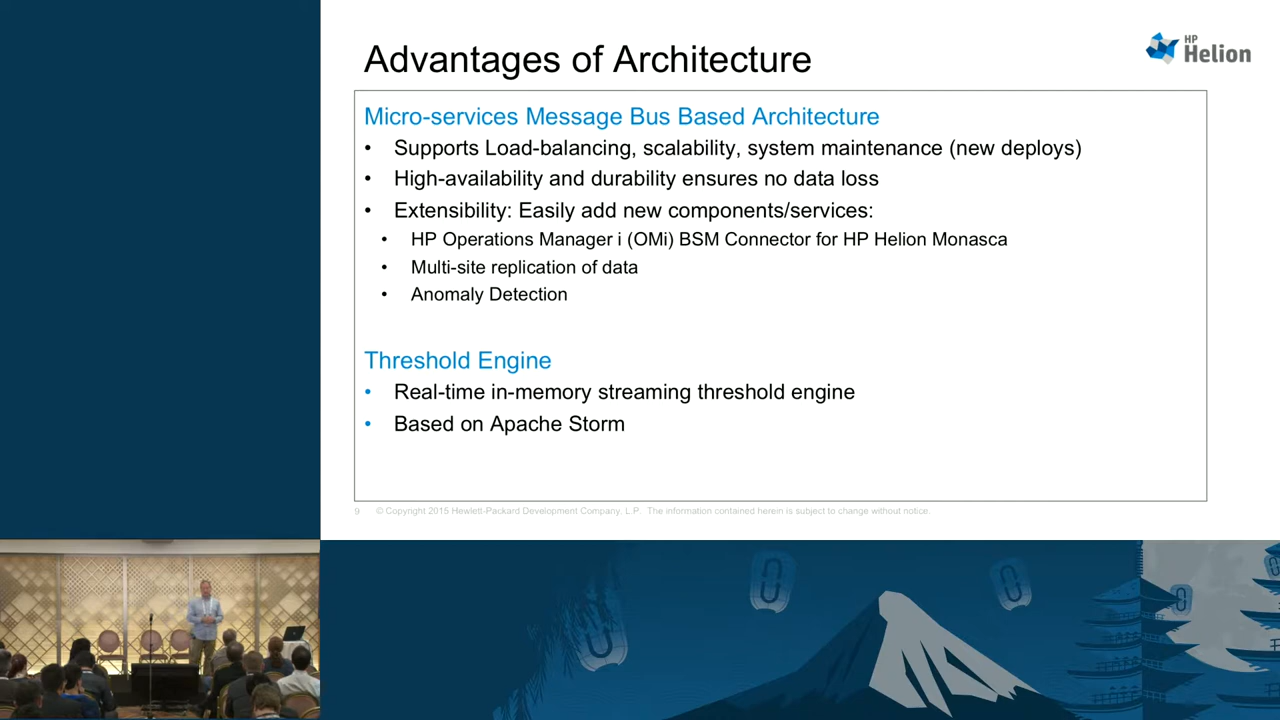 Advantages of Architecture
HP
Helion
Micro-services Message Bus Based Architecture
• Supports Load-balancing, scalability, system maintenance (new deploys)
• High-availability and durability ensures no data loss
• Extensibility: Easily add new components/services:
• HP Operations Manager i (OMi) BSM Connector for HP Helion Monasca
• Multi-site replication of data
• Anomaly Detection
Threshold Engine
• Real-time in-memory streaming threshold engine
• Based on Apache Storm
9 © Copyright 2015 Hewlett-Packard Development Company, L.P. The information contained herein is subject to change without notice.